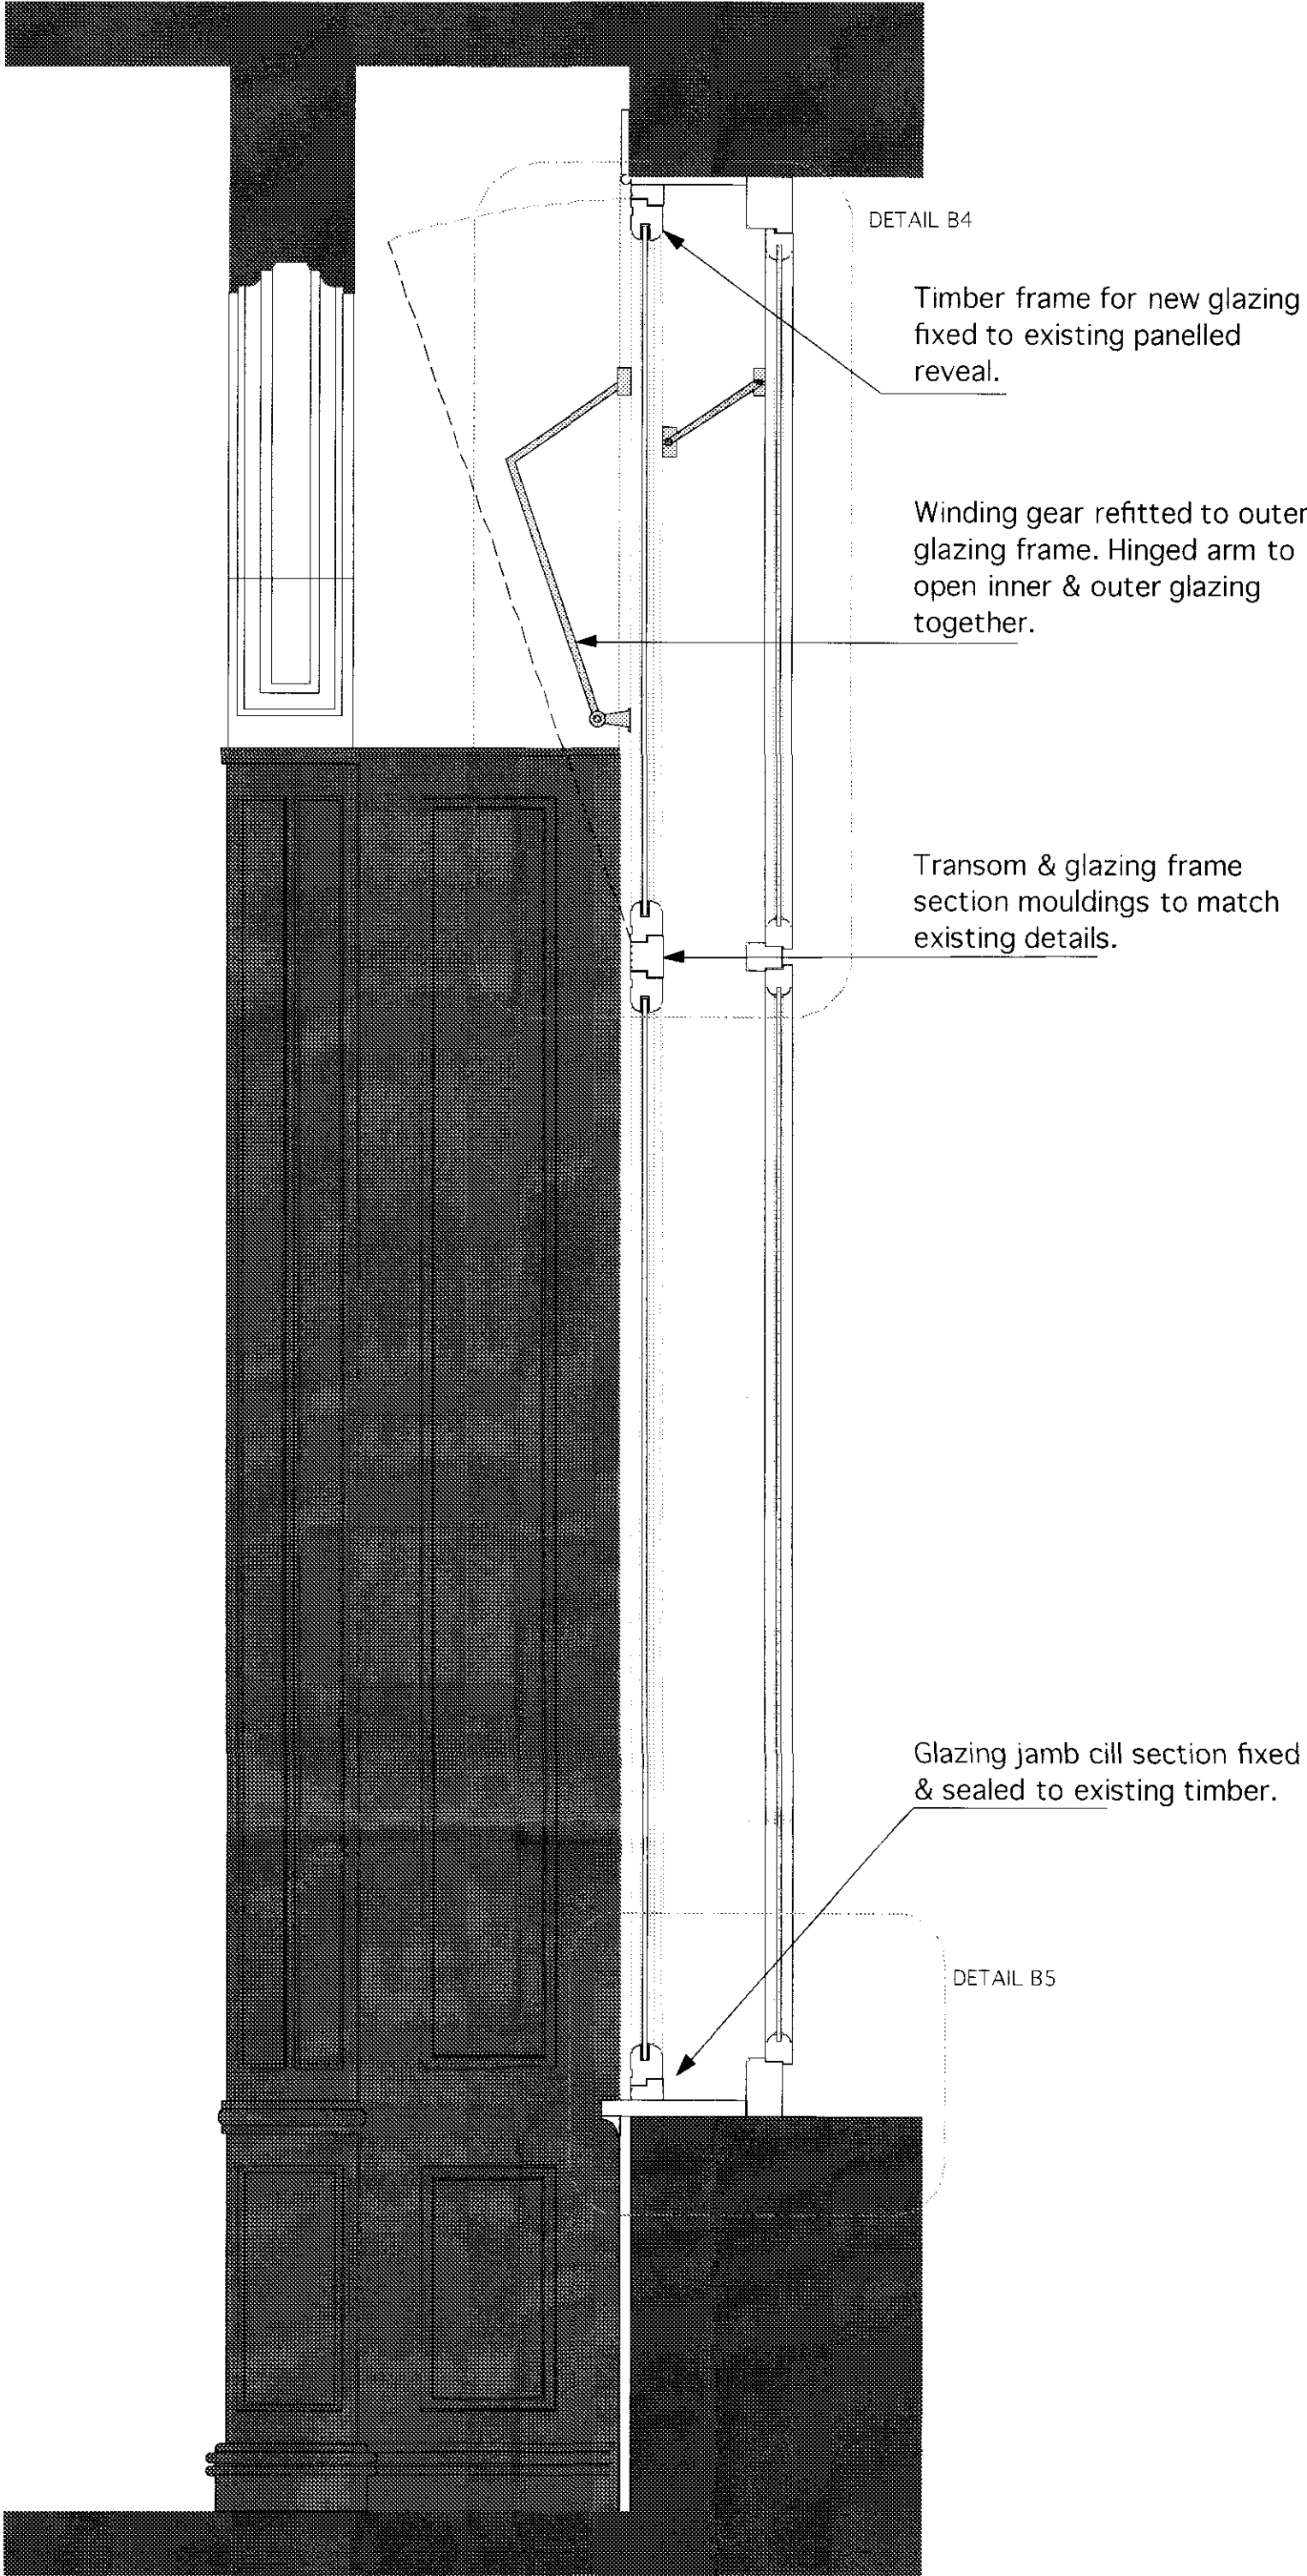 DETAIL B4
Timber frame for new glazing
fixed to existing panelled
reveal.
Winding gear refitted to outer
glazing frame. Hinged arm to
open inner & outer glazing
together.
Transom & glazing frame
section mouldings to match
existing details.
Glazing jamb cill section fixed
& sealed to existing timber.
DETAIL B5